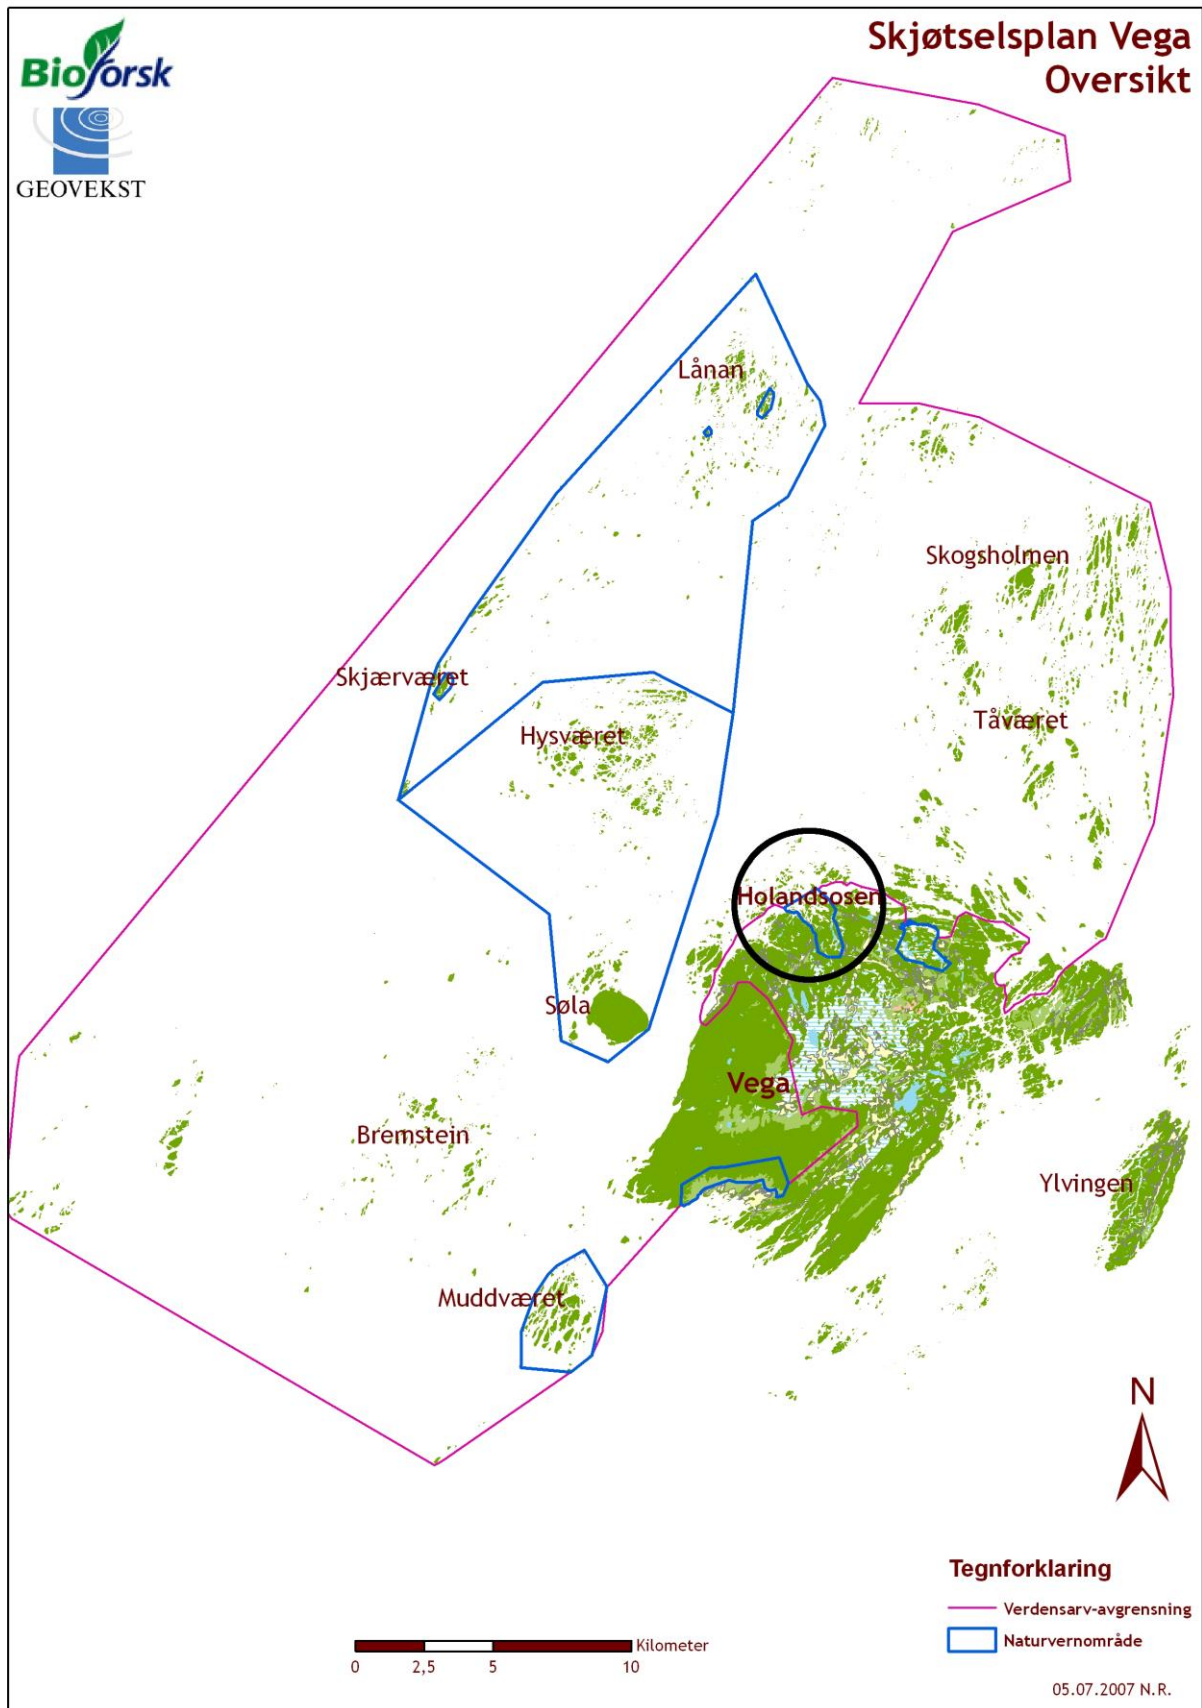 Skjøtselsplan Vega
Oversikt
Bioforsk
GEOVEKST
Lånan
Skogsholmen
Skjærværet
Tåværet
Hysværet
Holandsosen
Søla
Vega
Bremstein
Ylvingen
Muddværet
N
Tegnforklaring
Verdensarv-avgrensning
Naturvernområde
Kilometer
0 2,5 5 10
05.07.2007 N.R.